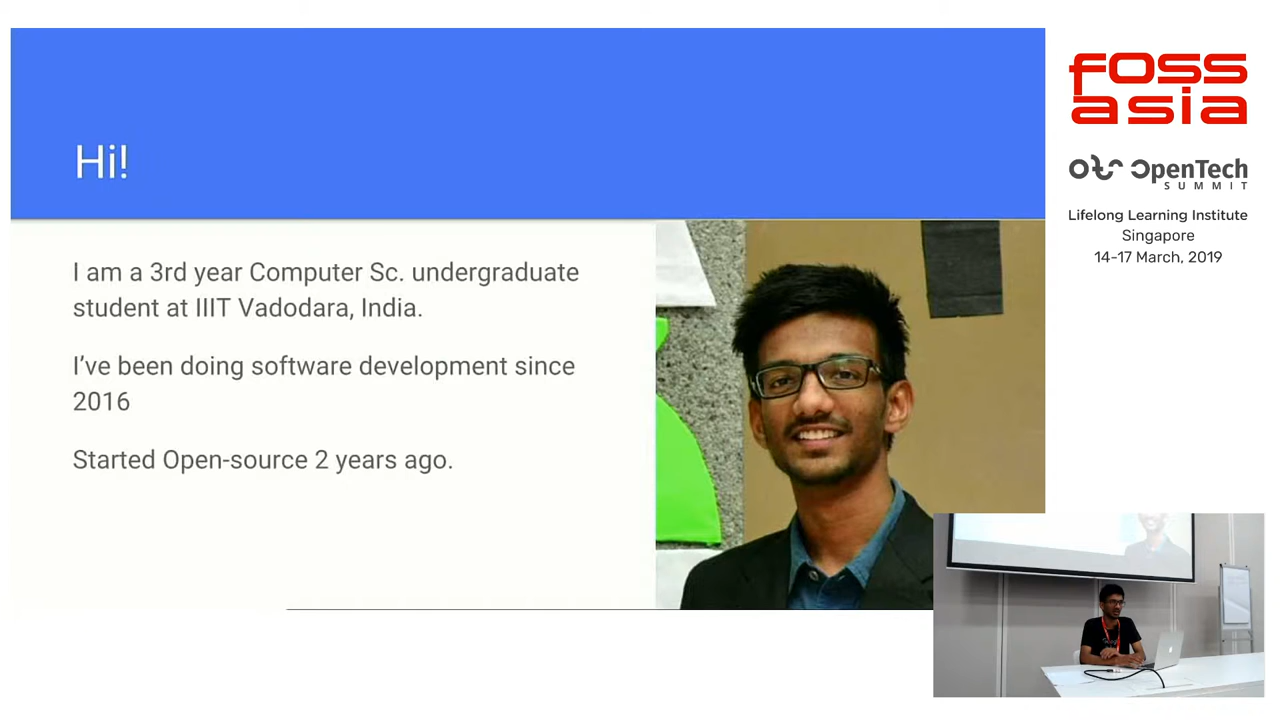 Hi!
I am a 3rd year Computer Sc. undergraduate
student at IIIT Vadodara, India.
I’ve been doing software development since
2016
Started Open-source 2 years ago.
foss
asia
OpenTech
SUMMIT
Lifelong Learning Institute
Singapore
14-17 March, 2019